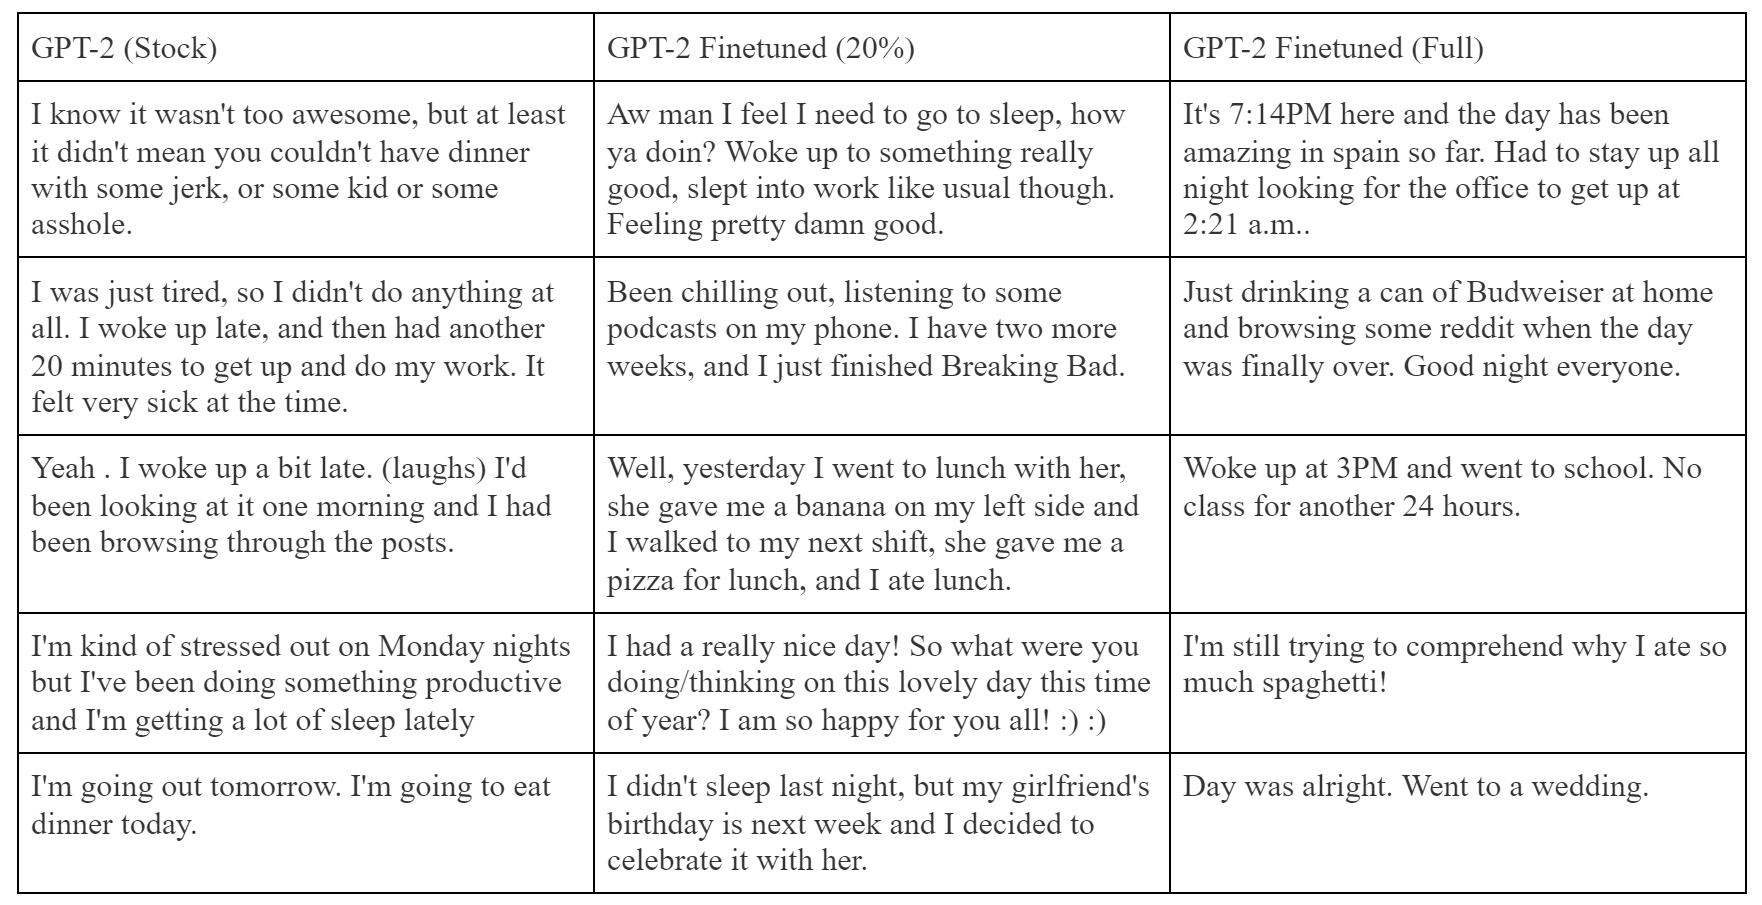 GPT-2 (Stock)
GPT-2 Finetuned (20%)
GPT-2 Finetuned (Full)
I know it wasn't too awesome, but at least
it didn't mean you couldn't have dinner
with some jerk, or some kid or some
asshole.
Aw man I feel I need to go to sleep, how
ya doin? Woke up to something really
good, slept into work like usual though.
Feeling pretty damn good.
It's 7:14PM here and the day has been
amazing in spain so far. Had to stay up all
night looking for the office to get up at
2:21 a.m..
I was just tired, so I didn't do anything at
all. I woke up late, and then had another
20 minutes to get up and do my work. It
felt very sick at the time.
Been chilling out, listening to some
podcasts on my phone. I have two more
weeks, and I just finished Breaking Bad.
Just drinking a can of Budweiser at home
and browsing some reddit when the day
was finally over. Good night everyone.
Yeah . I woke up a bit late. (laughs) I'd
been looking at it one morning and I had
been browsing through the posts.
Well, yesterday I went to lunch with her,
she gave me a banana on my left side and
I walked to my next shift, she gave me a
pizza for lunch, and I ate lunch.
Woke up at 3PM and went to school. No
class for another 24 hours.
I'm kind of stressed out on Monday nights
but I've been doing something productive
and I'm getting a lot of sleep lately
I had a really nice day! So what were you
doing/thinking on this lovely day this time
of year? I am so happy for you all! :) :)
I'm still trying to comprehend why I ate so
much spaghetti!
I'm going out tomorrow. I'm going to eat
dinner today.
I didn't sleep last night, but my girlfriend's
birthday is next week and I decided to
celebrate it with her.
Day was alright. Went to a wedding.